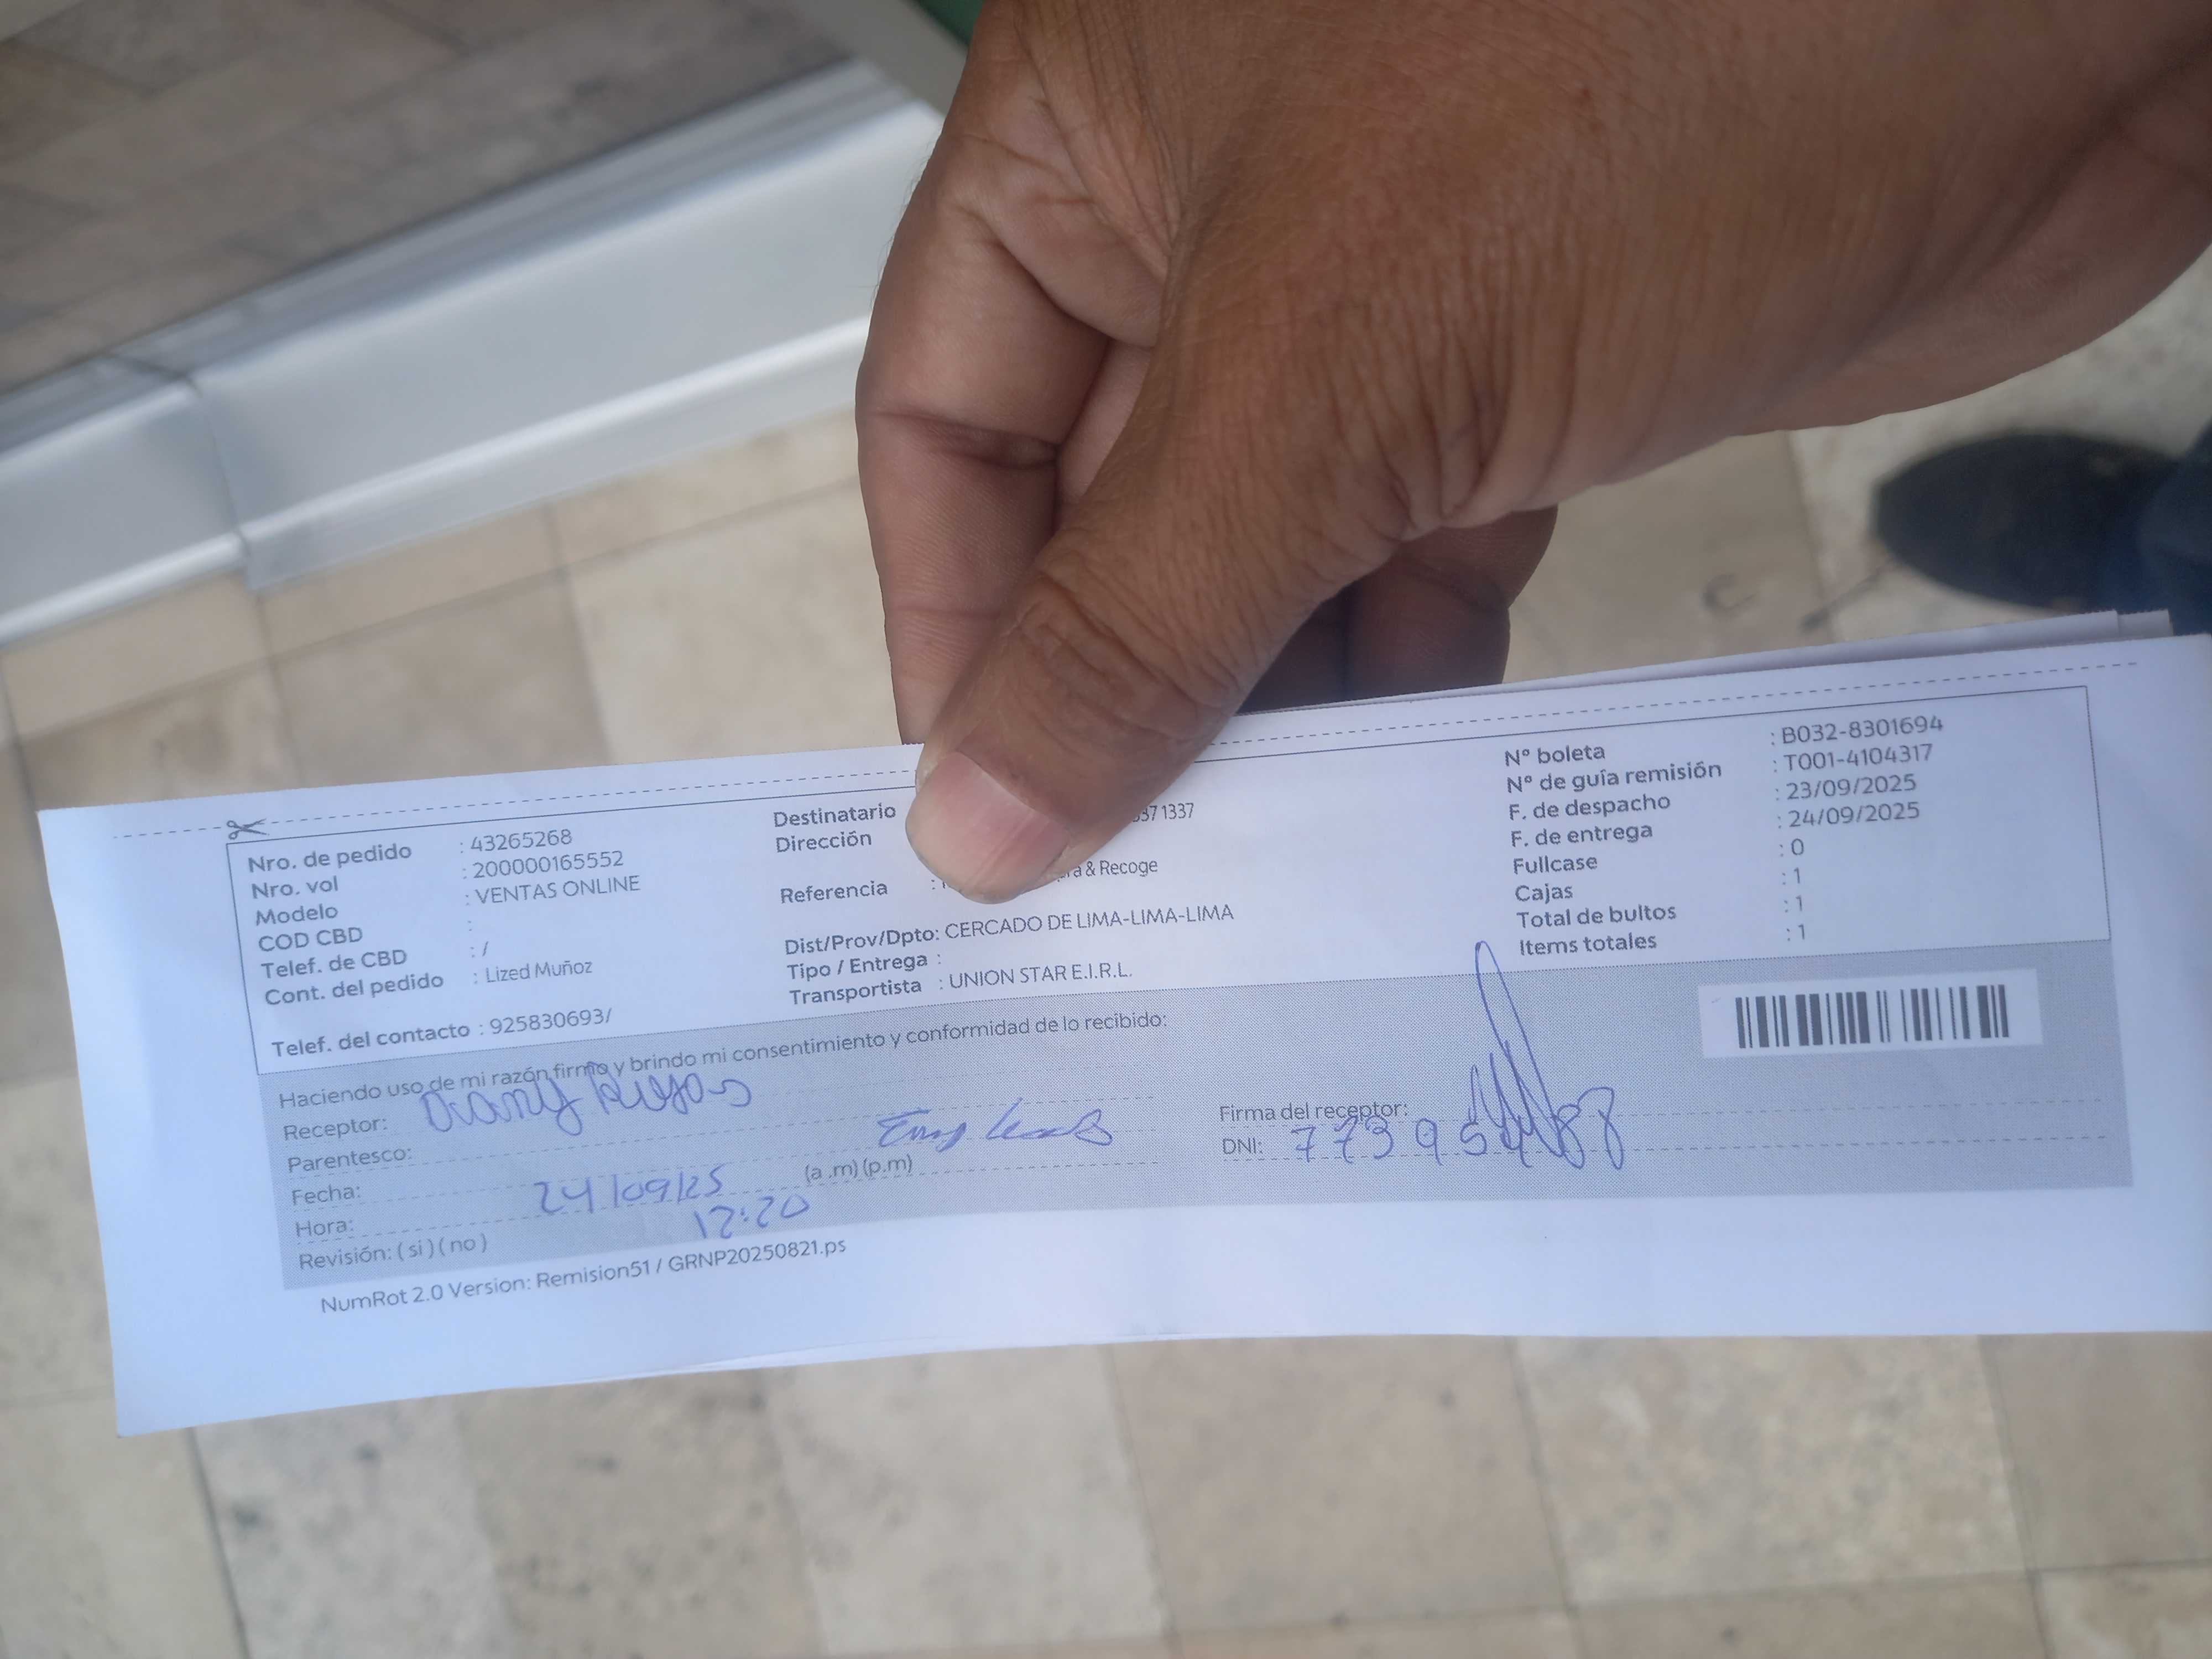 Nro. de pedido : 43265268
Nro. vol : 200000165552
Modelo : VENTAS ONLINE
COD CBD :
Telef. de CBD : /
Cont. del pedido : Lized Muñoz
Telef. del contacto : 925830693/
Destinatario
Dirección 1337
Referencia : & Recoge
Dist/Prov/Dpto: CERCADO DE LIMA-LIMA-LIMA
Tipo / Entrega :
Transportista : UNION STAR E.I.R.L.
Nº boleta : B032-8301694
Nº de guía remisión : T001-4104317
F. de despacho : 23/09/2025
F. de entrega : 24/09/2025
Fullcase : 0
Cajas : 1
Total de bultos : 1
Items totales : 1
Haciendo uso de mi razón firmo y brindo mi consentimiento y conformidad de lo recibido:
Receptor:
Parentesco:
Fecha: 24/09/25 (a .m) (p.m)
Hora: 12:20
Revisión: ( si ) ( no )
Firma del receptor:
DNI:
NumRot 2.0 Version: Remision51 / GRNP20250821.ps